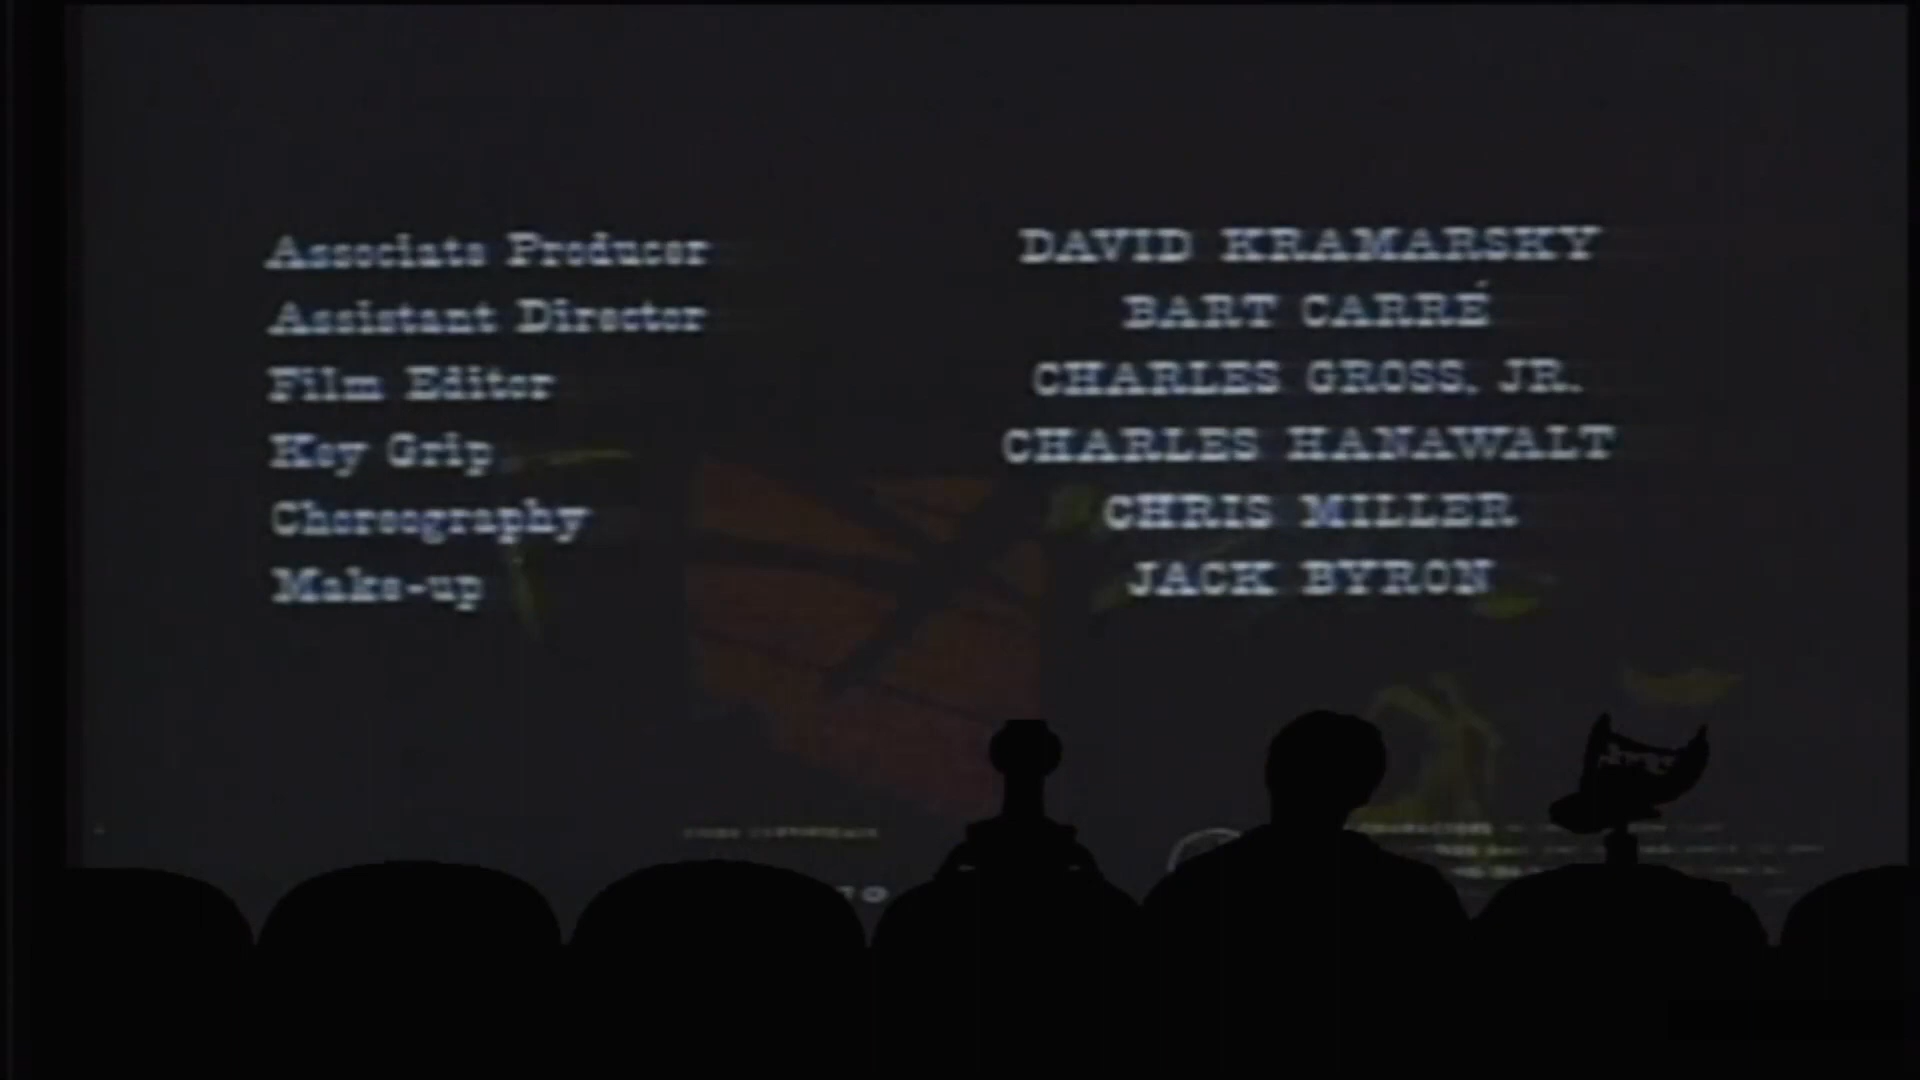 Associate Producer DAVID KRAMARSKY
Assistant Director BART CARRÉ
Film Editor CHARLES GROSS, JR.
Key Grip CHARLES HANAWALT
Choreography CHRIS MILLER
Make-up JACK BYRON